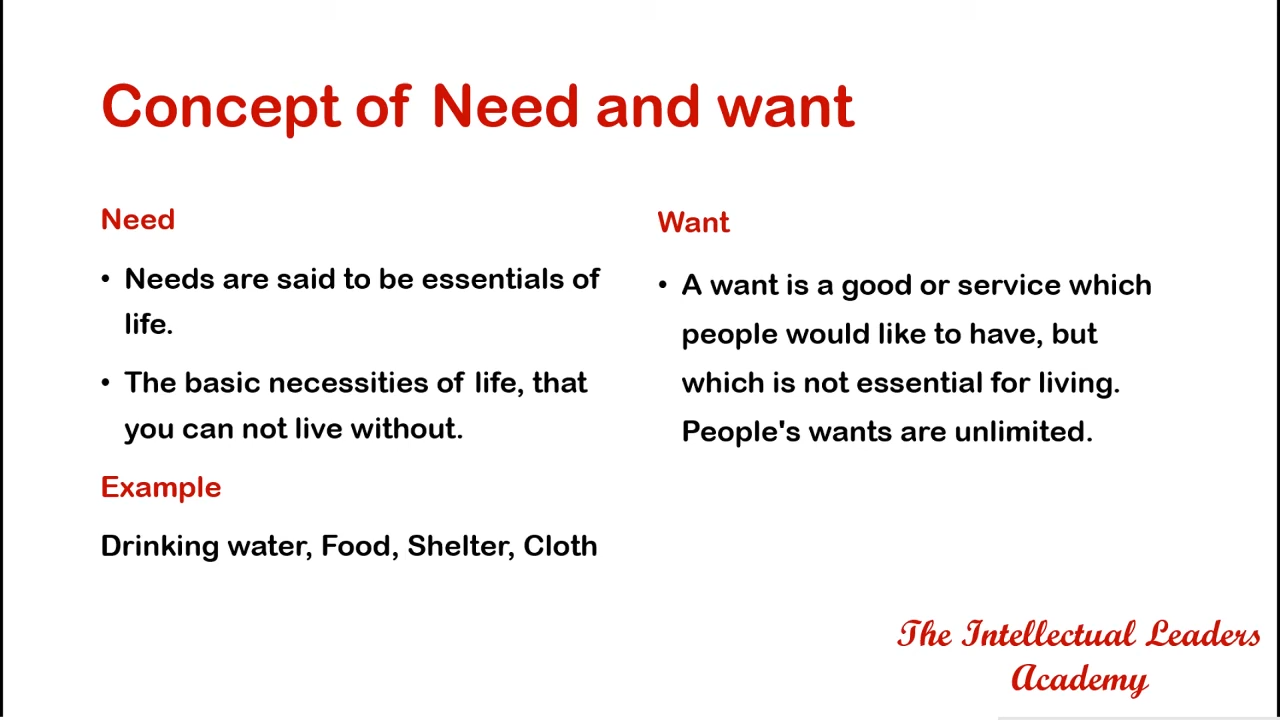 Concept of Need and want
Need
• Needs are said to be essentials of
life.
• The basic necessities of life, that
you can not live without.
Example
Drinking water, Food, Shelter, Cloth
Want
• A want is a good or service which
people would like to have, but
which is not essential for living.
People's wants are unlimited.
The Intellectual Leaders
Academy